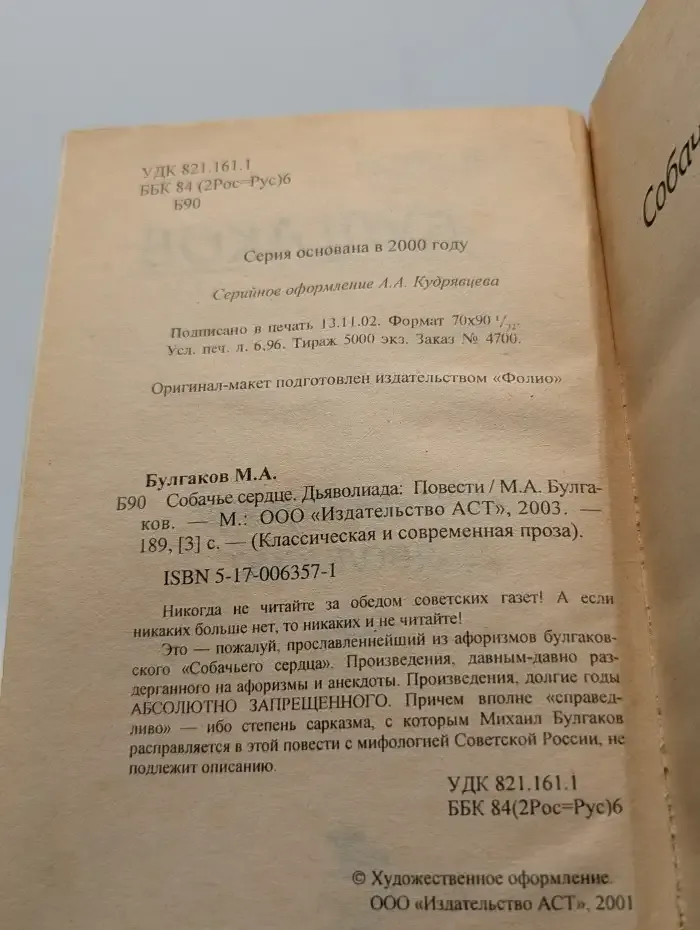 УДК 821.161.1
ББК 84 (2Рос=Рус)6
Б90
Серия основана в 2000 году
Серийное оформление А.А. Кудрявцева
Подписано в печать 13.11.02. Формат 70х90 1/32.
Усл. печ. л. 6,96. Тираж 5000 экз. Заказ № 4700.
Оригинал-макет подготовлен издательством «Фолио»
Булгаков М.А.
Б90 Собачье сердце. Дьяволиада: Повести / М.А. Булга-
ков. — М.: ООО «Издательство АСТ», 2003. —
189, [3] с. — (Классическая и современная проза).
ISBN 5-17-006357-1
Никогда не читайте за обедом советских газет! А если
никаких больше нет, то никаких и не читайте!
Это — пожалуй, прославленнейший из афоризмов булгаков-
ского «Собачьего сердца». Произведения, давным-давно раз-
дерганного на афоризмы и анекдоты. Произведения, долгие годы
АБСОЛЮТНО ЗАПРЕЩЕННОГО. Причем вполне «справед-
ливо» — ибо степень сарказма, с которым Михаил Булгаков
расправляется в этой повести с мифологией Советской России, не
подлежит описанию.
УДК 821.161.1
ББК 84(2Рос=Рус)6
© Художественное оформление.
ООО «Издательство АСТ», 2001
Собач